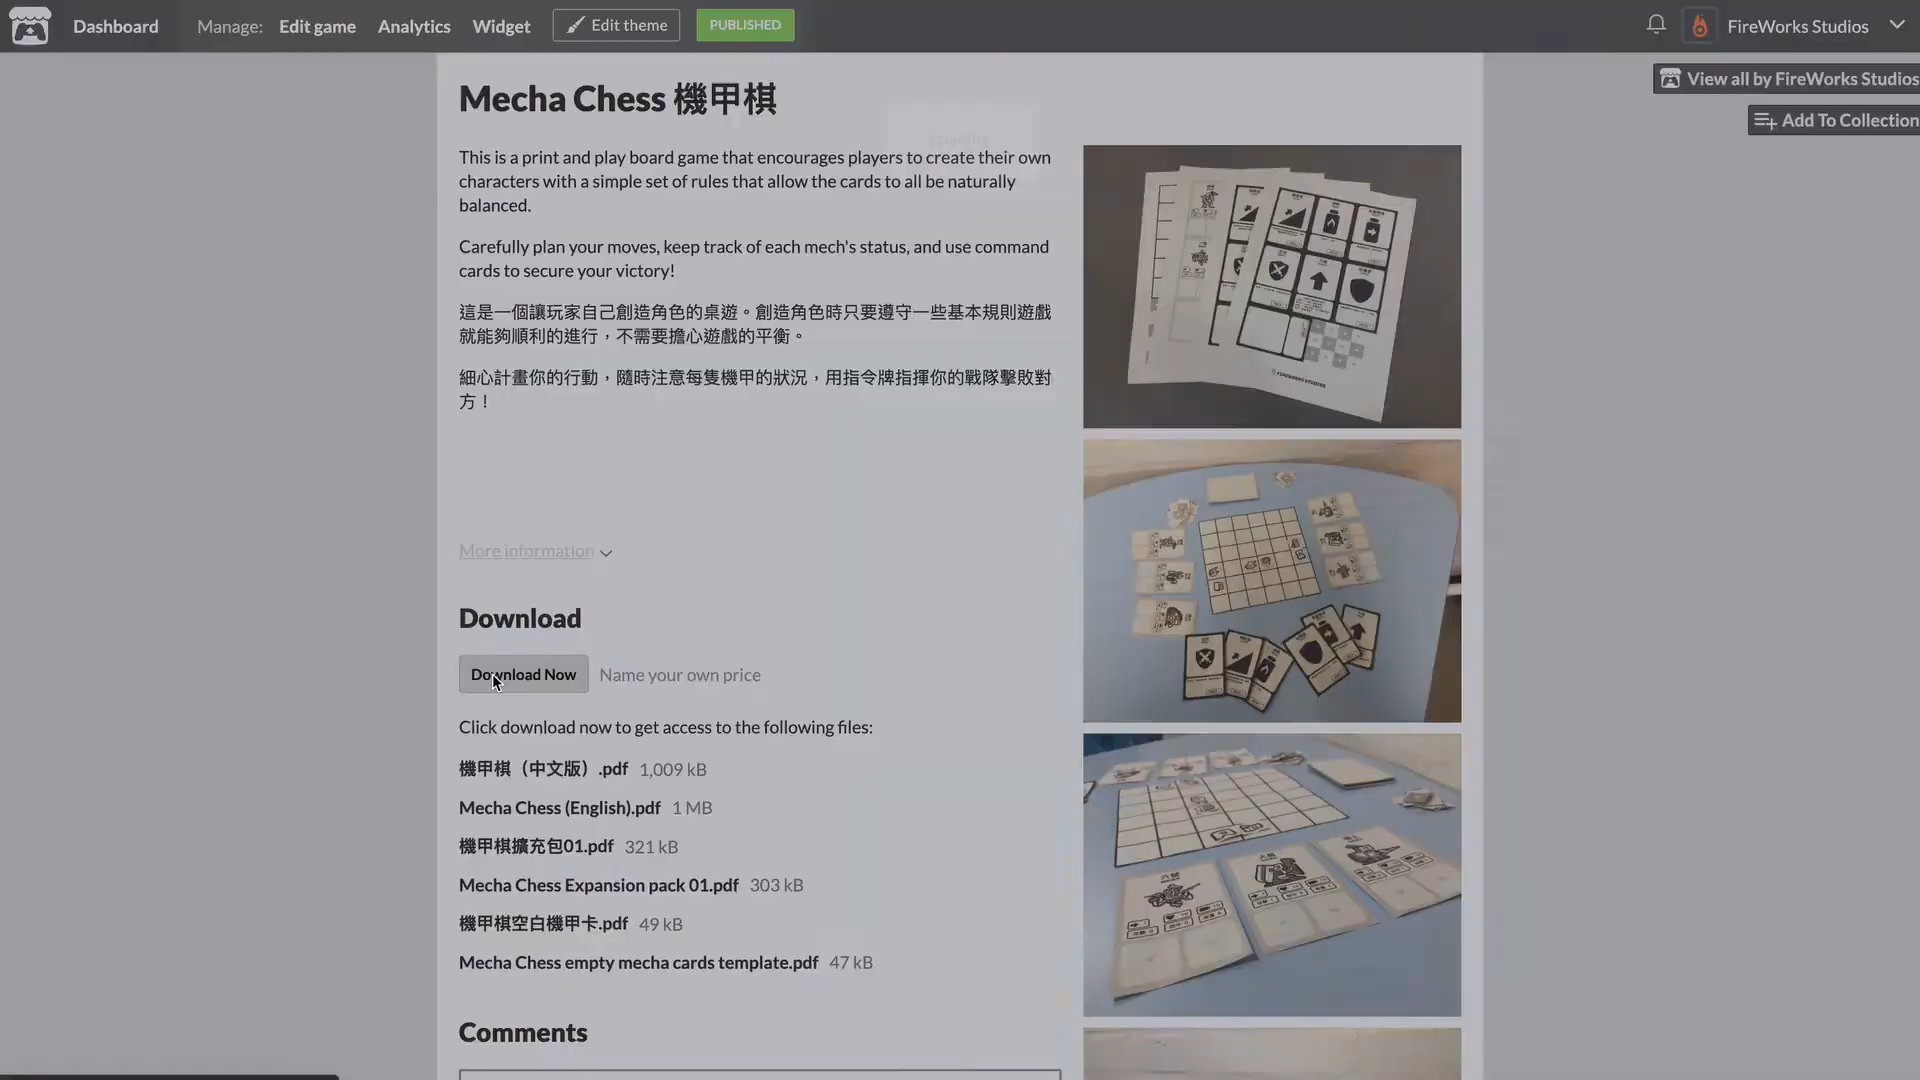 Dashboard
Manage:
Edit game
Analytics
Widget
Edit theme
PUBLISHED
FireWorks Studios
View all by FireWorks Studios
Add To Collection
Mecha Chess 機甲棋
This is a print and play board game that encourages players to create their own
characters with a simple set of rules that allow the cards to all be naturally
balanced.
Carefully plan your moves, keep track of each mech's status, and use command
cards to secure your victory!
這是一個讓玩家自己創造角色的桌遊。創造角色時只要遵守一些基本規則遊戲
就能夠順利的進行，不需要擔心遊戲的平衡。
細心計畫你的行動，隨時注意每隻機甲的狀況，用指令牌指揮你的戰隊擊敗對
方！
More information
Download
Download Now
Name your own price
Click download now to get access to the following files:
機甲棋（中文版）.pdf 1,009 kB
Mecha Chess (English).pdf 1 MB
機甲棋擴充包01.pdf 321 kB
Mecha Chess Expansion pack 01.pdf 303 kB
機甲棋空白機甲卡.pdf 49 kB
Mecha Chess empty mecha cards template.pdf 47 kB
Comments
FIREWORKS STUDIOS